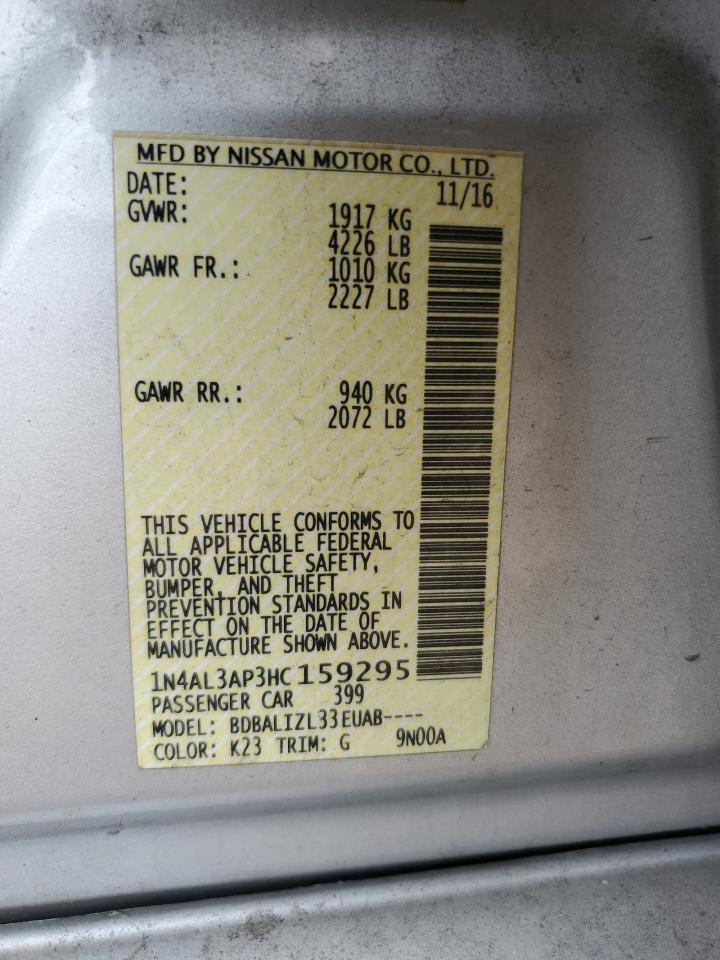 MFD BY NISSAN MOTOR CO., LTD.
DATE: 11/16
GVWR: 1917 KG
4226 LB
GAWR FR.: 1010 KG
2227 LB
GAWR RR.: 940 KG
2072 LB
THIS VEHICLE CONFORMS TO
ALL APPLICABLE FEDERAL
MOTOR VEHICLE SAFETY,
BUMPER, AND THEFT
PREVENTION STANDARDS IN
EFFECT ON THE DATE OF
MANUFACTURE SHOWN ABOVE.
1N4AL3AP3HC159295
PASSENGER CAR 399
MODEL: BDBALIZL33EUAB----
COLOR: K23 TRIM: G 9N00A